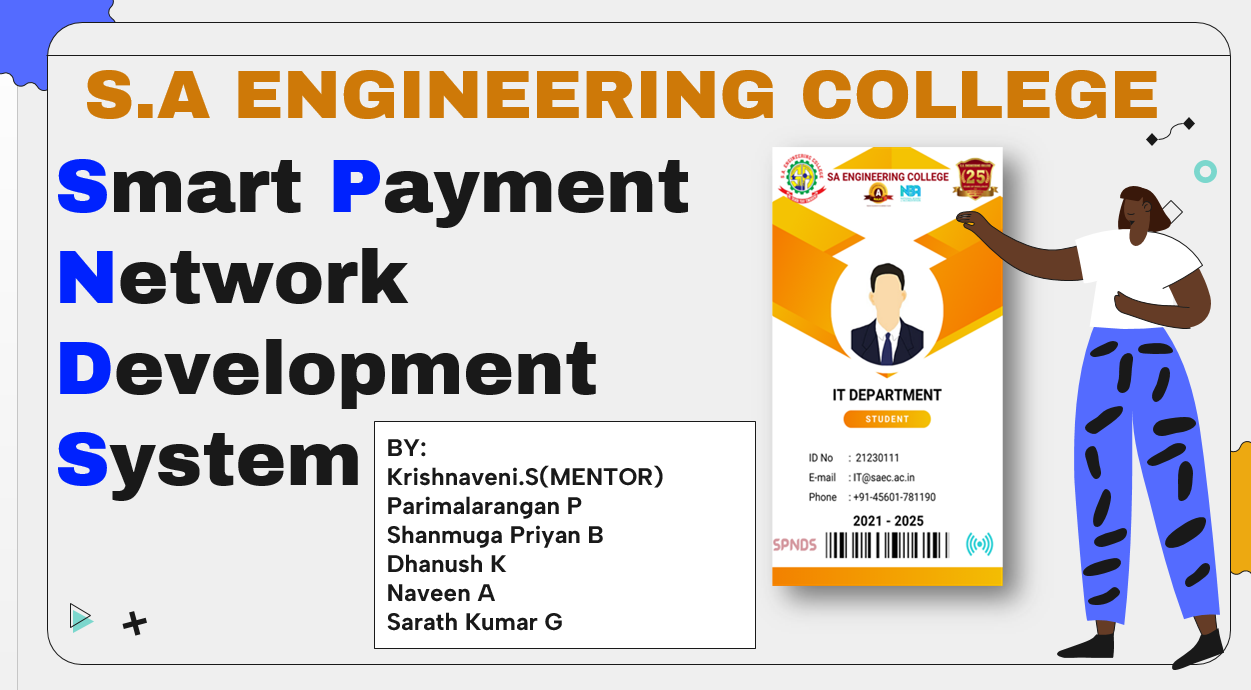 S.A ENGINEERING COLLEGE
Smart Payment
Network
Development
System
BY:
Krishnaveni.S(MENTOR)
Parimalarangan P
Shanmuga Priyan B
Dhanush K
Naveen A
Sarath Kumar G
SA ENGINEERING COLLEGE
25
IT DEPARTMENT
STUDENT
ID No : 21230111
E-mail : IT@saec.ac.in
Phone : +91-45601-781190
2021 - 2025
SPNDS